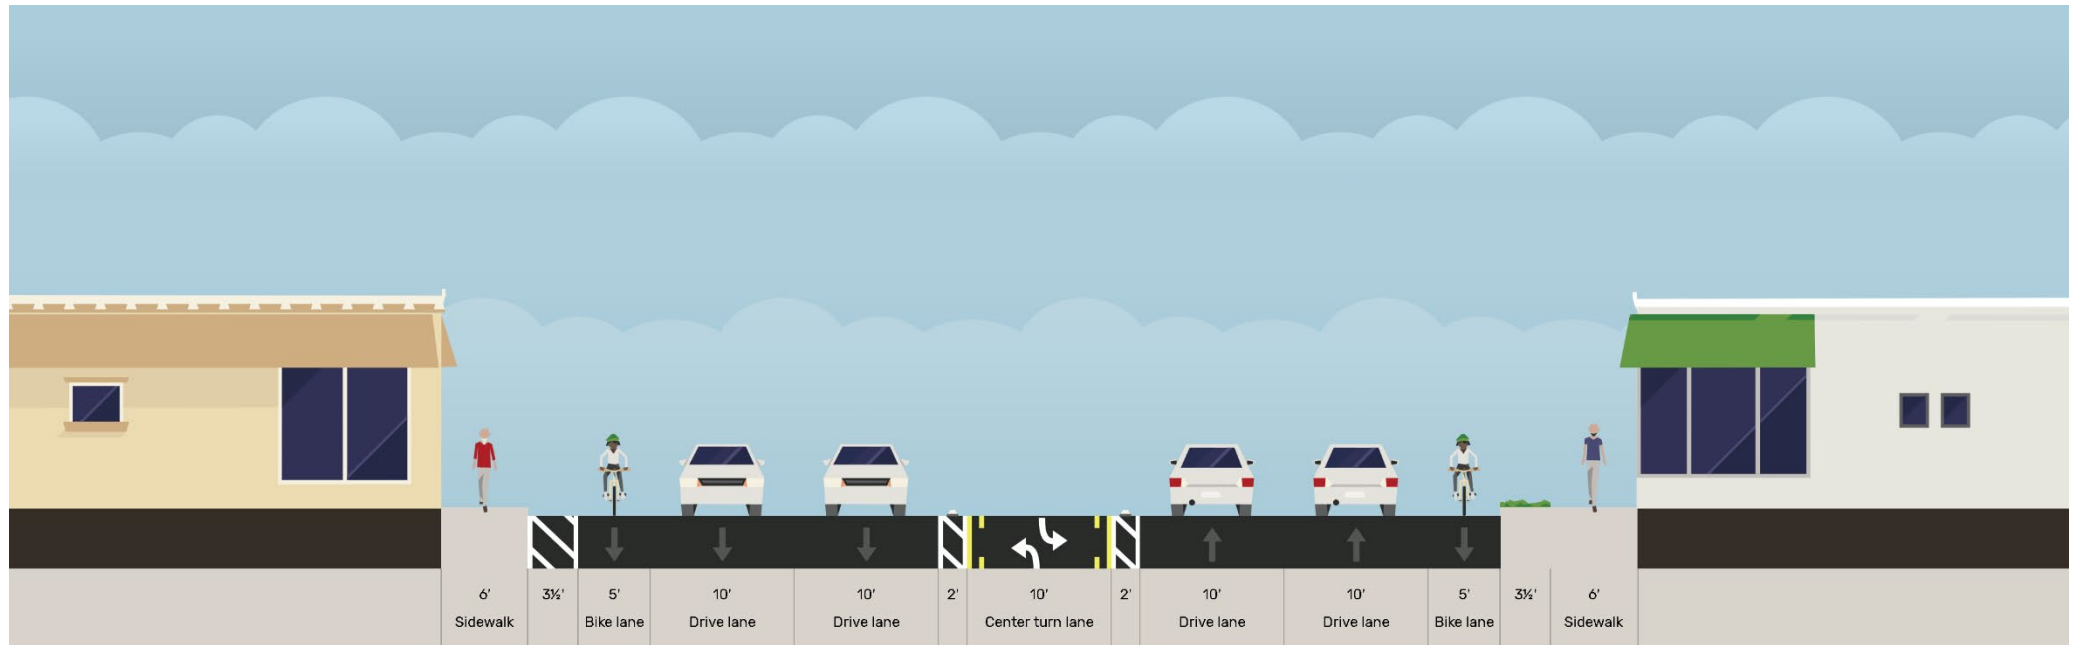 6' 3½' 5' 10' 10' 2' 10' 2' 10' 10' 5' 3½' 6'
Sidewalk Bike lane Drive lane Drive lane Center turn lane Drive lane Drive lane Bike lane Sidewalk